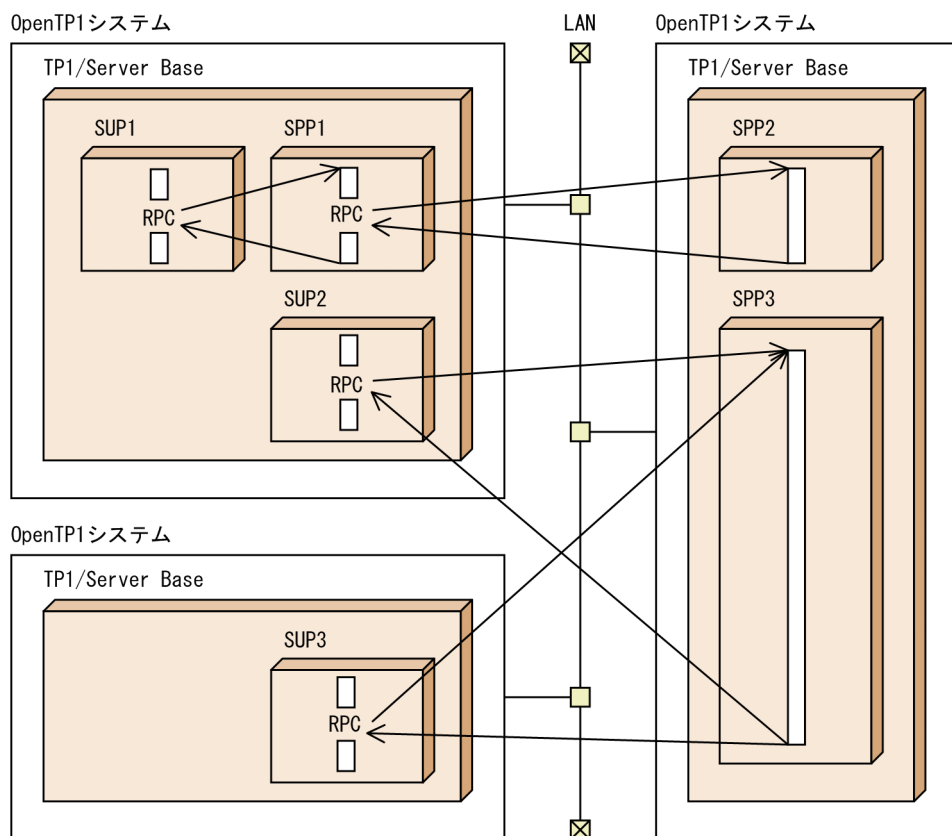 OpenTP1システム
LAN
OpenTP1システム
TP1/Server Base
TP1/Server Base
SUP1
SPP1
SPP2
RPC
RPC
SUP2
SPP3
RPC
OpenTP1システム
TP1/Server Base
SUP3
RPC